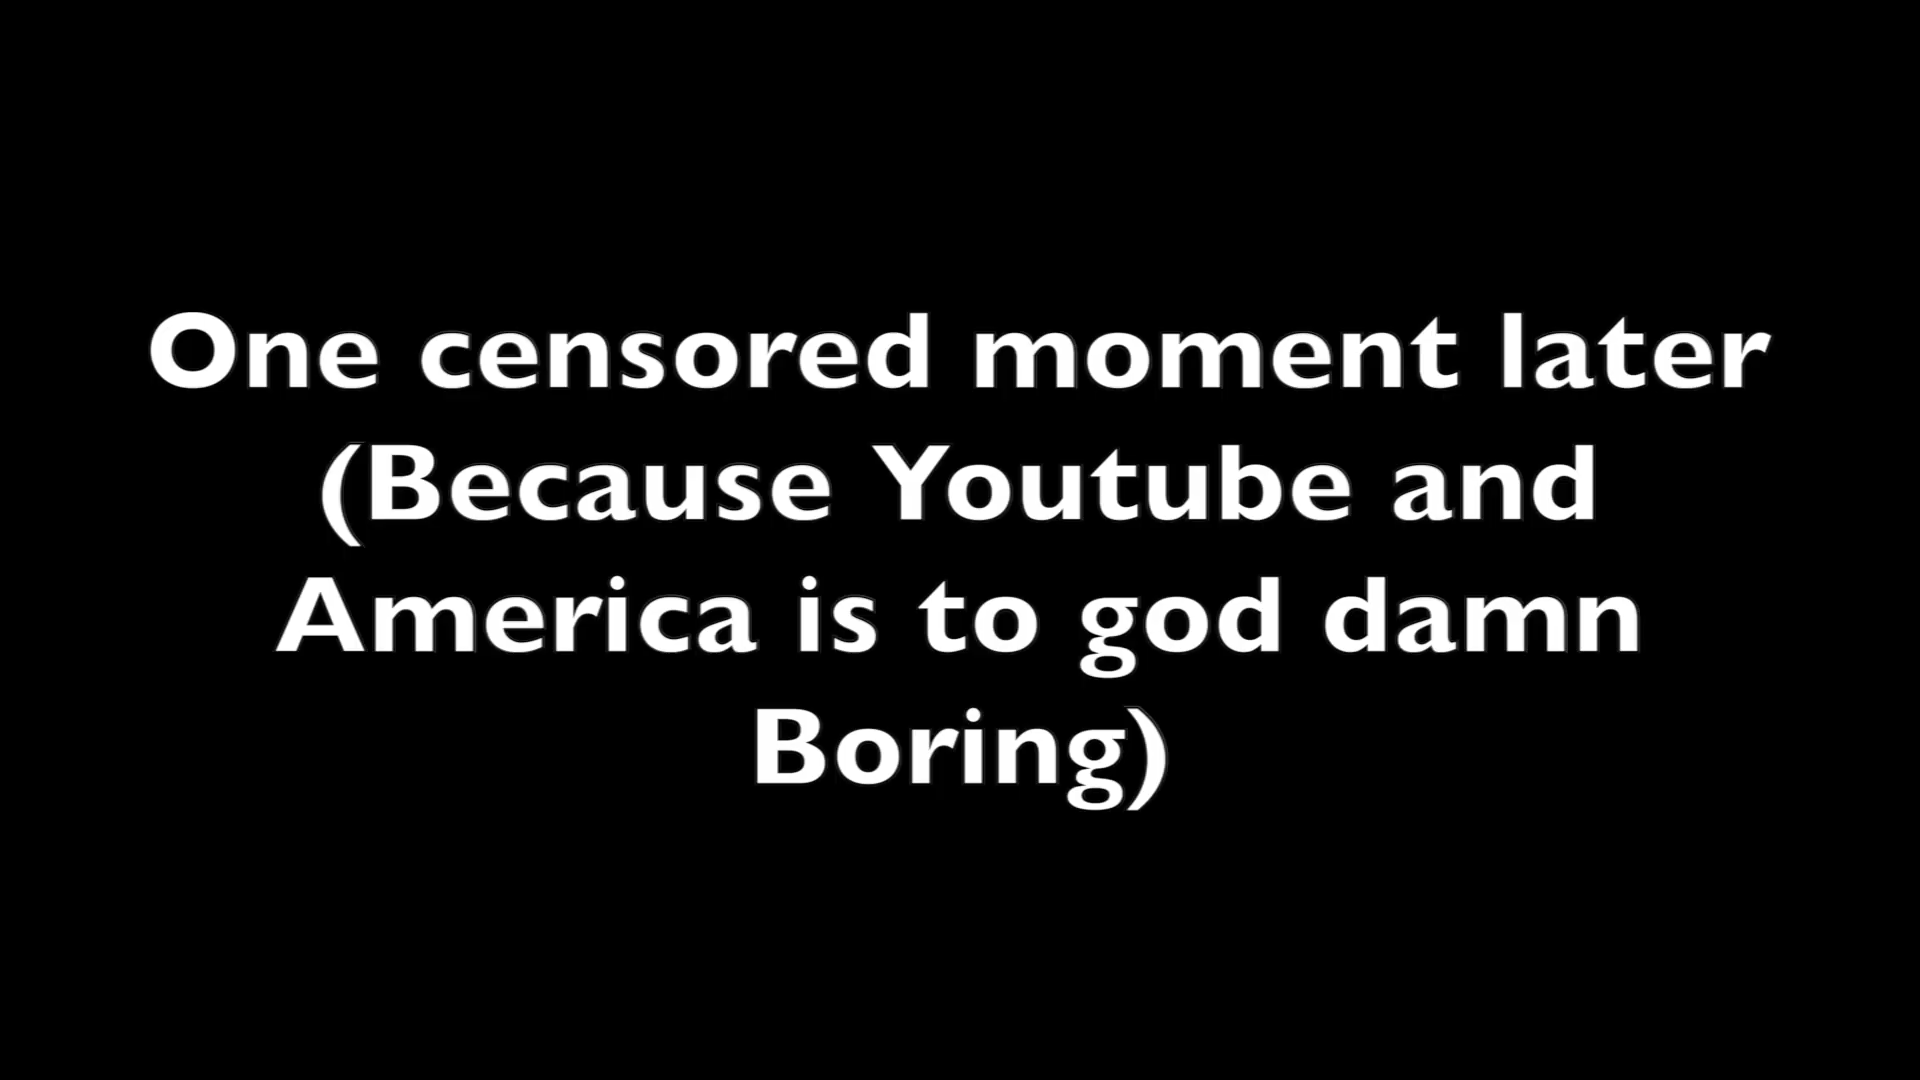 One censored moment later
(Because Youtube and
America is to god damn
Boring)